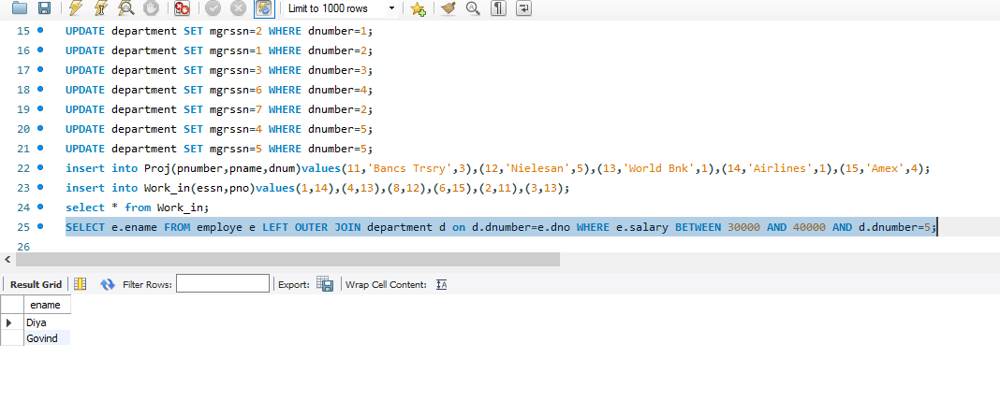 Limit to 1000 rows
15 UPDATE department SET mgrssn=2 WHERE dnumber=1;
16 UPDATE department SET mgrssn=1 WHERE dnumber=2;
17 UPDATE department SET mgrssn=3 WHERE dnumber=3;
18 UPDATE department SET mgrssn=6 WHERE dnumber=4;
19 UPDATE department SET mgrssn=7 WHERE dnumber=2;
20 UPDATE department SET mgrssn=4 WHERE dnumber=5;
21 UPDATE department SET mgrssn=5 WHERE dnumber=5;
22 insert into Proj(pnumber,pname,dnum)values(11,'Bancs Trsry',3),(12,'Nielesan',5),(13,'World Bnk',1),(14,'Airlines',1),(15,'Amex',4);
23 insert into Work_in(essn,pno)values(1,14),(4,13),(8,12),(6,15),(2,11),(3,13);
24 select * from Work_in;
25 SELECT e.ename FROM employe e LEFT OUTER JOIN department d on d.dnumber=e.dno WHERE e.salary BETWEEN 30000 AND 40000 AND d.dnumber=5;
26
Result Grid Filter Rows: Export: Wrap Cell Content:
ename
Diya
Govind